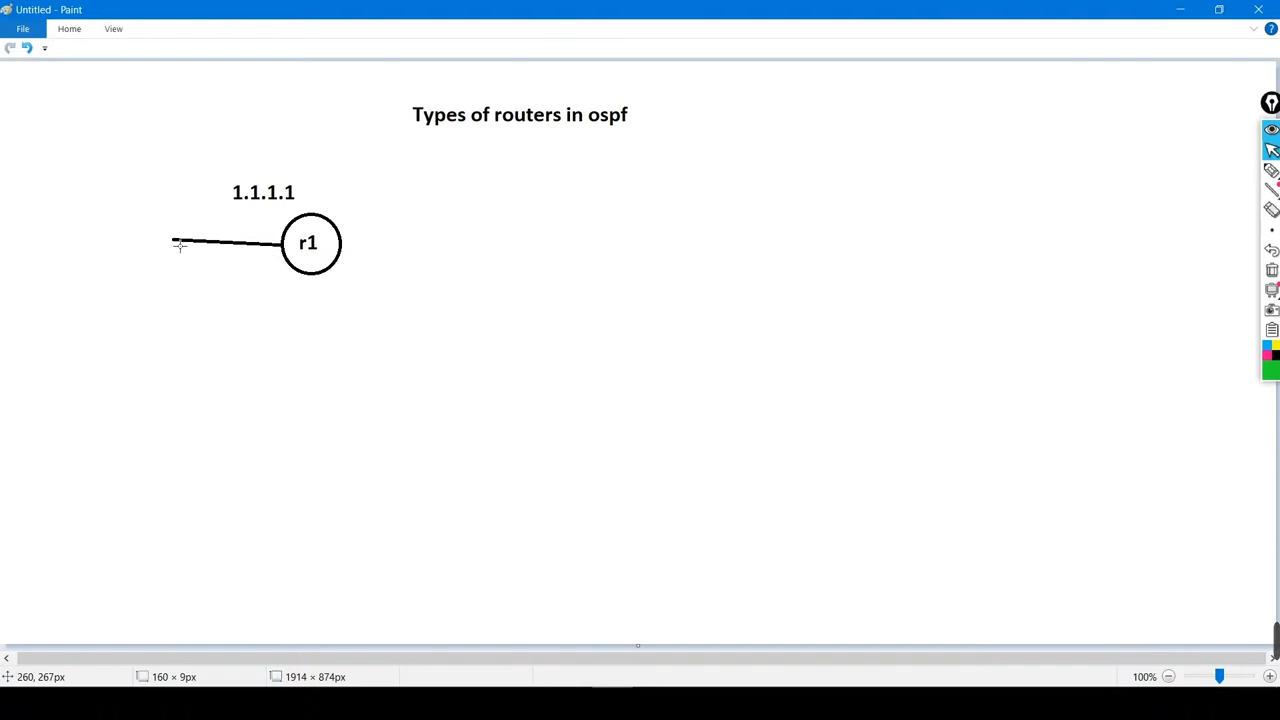 Untitled - Paint
File Home View
Types of routers in ospf
1.1.1.1
r1
260, 267px 160 × 9px 1914 × 874px 100%